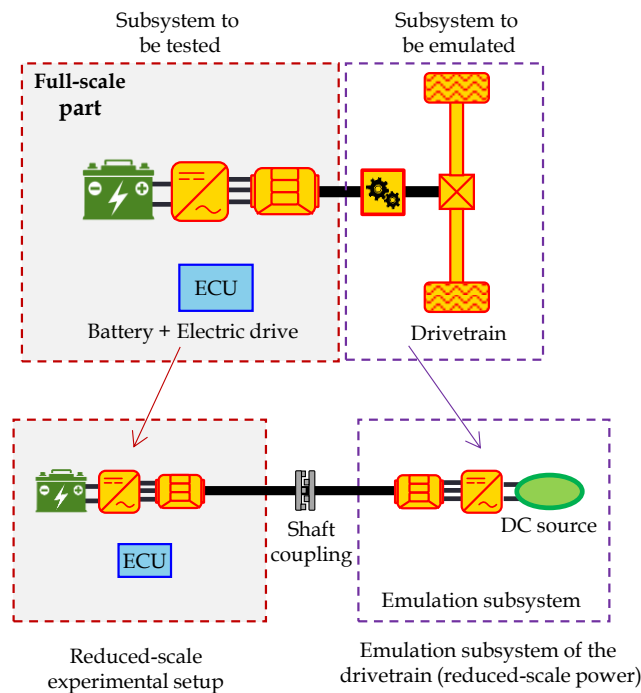 Subsystem to
be tested
Subsystem to
be emulated
Full-scale
part
ECU
Battery + Electric drive
Drivetrain
Shaft
coupling
DC source
ECU
Emulation subsystem
Reduced-scale
experimental setup
Emulation subsystem of the
drivetrain (reduced-scale power)